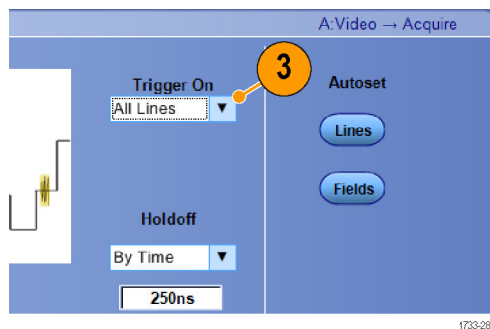 A:Video → Acquire
3
Trigger On
All Lines
Autoset
Lines
Fields
Holdoff
By Time
250ns
1733-28